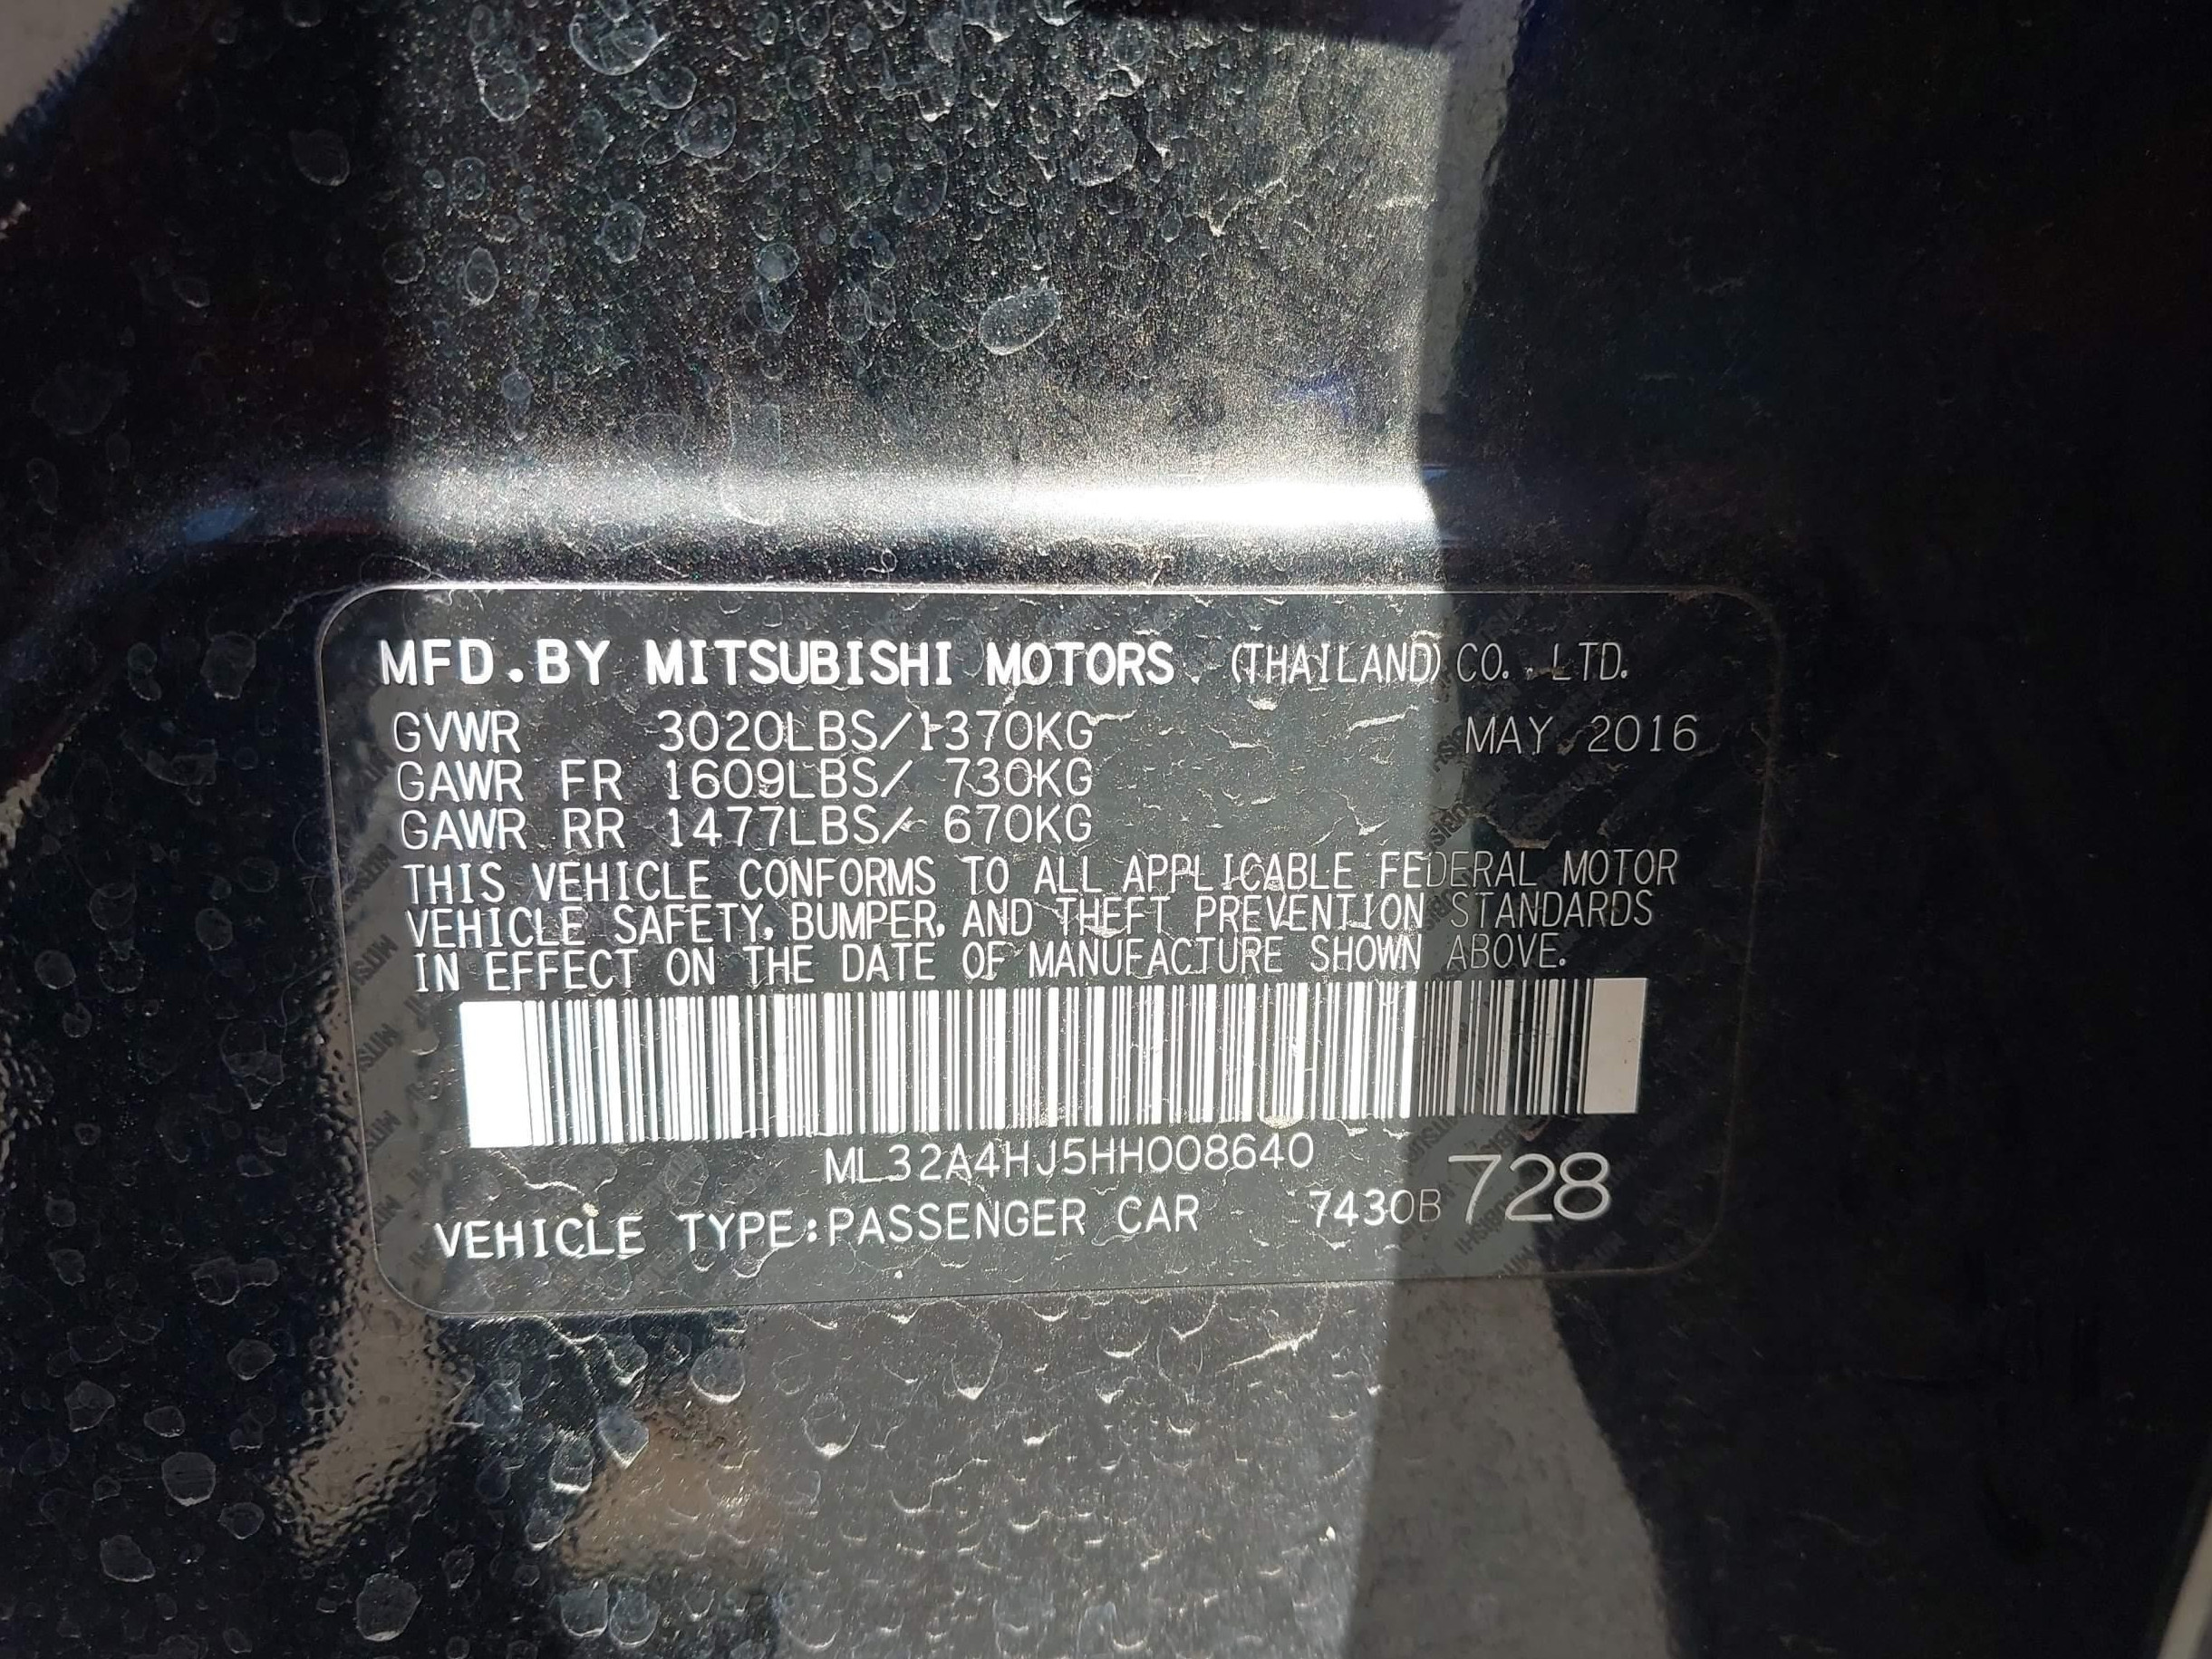 MFD.BY MITSUBISHI MOTORS (THAILAND) CO., LTD.
GVWR 3020LBS/1370KG MAY. 2016
GAWR FR 1609LBS/ 730KG
GAWR RR 1477LBS/ 670KG
THIS VEHICLE CONFORMS TO ALL APPLICABLE FEDERAL MOTOR
VEHICLE SAFETY, BUMPER, AND THEFT PREVENTION STANDARDS
IN EFFECT ON THE DATE OF MANUFACTURE SHOWN ABOVE.
ML32A4HJ5HH008640
VEHICLE TYPE:PASSENGER CAR 7430B 728